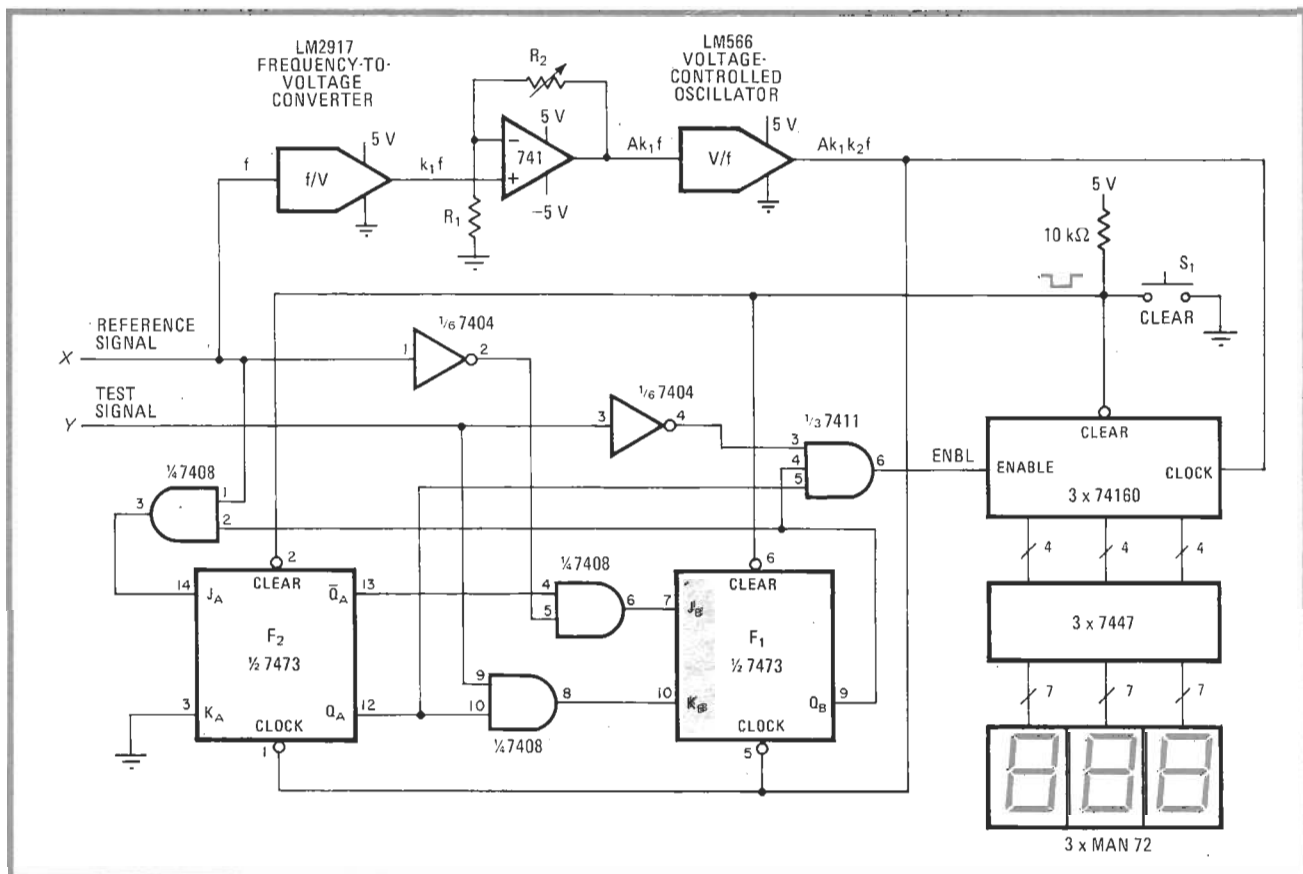 LM2917
FREQUENCY-TO-
VOLTAGE
CONVERTER
R2
LM566
VOLTAGE-
CONTROLLED
OSCILLATOR
5 V
5 V
5 V
f
f/V
k1f
−
741
+
−5 V
R1
Ak1f
V/f
Ak1k2f
5 V
10 kΩ
S1
CLEAR
X
REFERENCE
SIGNAL
1/6 7404
1
2
Y
TEST
SIGNAL
1/6 7404
3
4
1/3 7411
3
4
5
6
ENBL
CLEAR
ENABLE
CLOCK
3 x 74160
1/4 7408
3
1
2
4
4
4
2
CLEAR
14
JA
Q̅A
13
F2
1/2 7473
3
KA
QA
12
CLOCK
1
1/4 7408
4
5
6
9
10
8
1/4 7408
6
CLEAR
7
JB
F1
1/2 7473
10
KB
QB
9
CLOCK
5
3 x 7447
7
7
7
888
3 x MAN 72